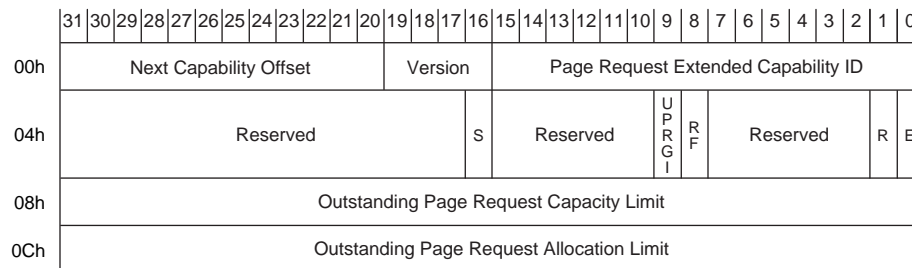 31 30 29 28 27 26 25 24 23 22 21 20 19 18 17 16 15 14 13 12 11 10 9 8 7 6 5 4 3 2 1 0
00h Next Capability Offset Version Page Request Extended Capability ID
04h Reserved S Reserved UPRGI RF Reserved R E
08h Outstanding Page Request Capacity Limit
0Ch Outstanding Page Request Allocation Limit